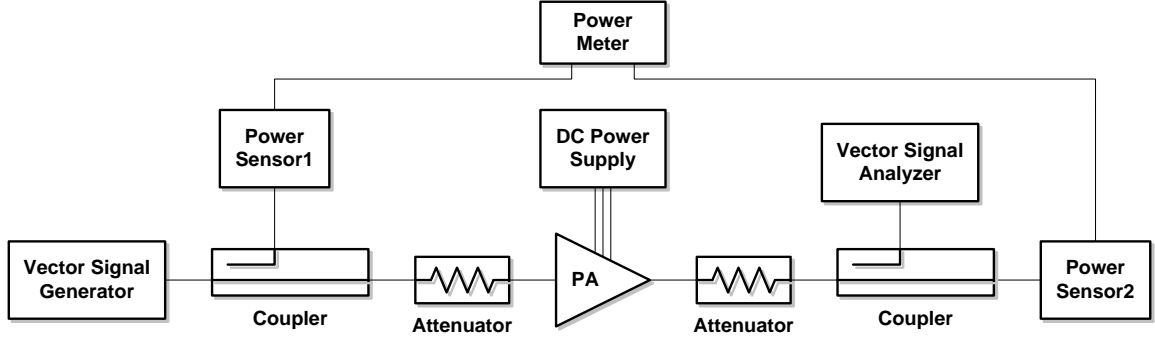 Power
Meter
Power
Sensor1
DC Power
Supply
Vector Signal
Analyzer
Vector Signal
Generator
PA
Power
Sensor2
Coupler
Attenuator
Attenuator
Coupler